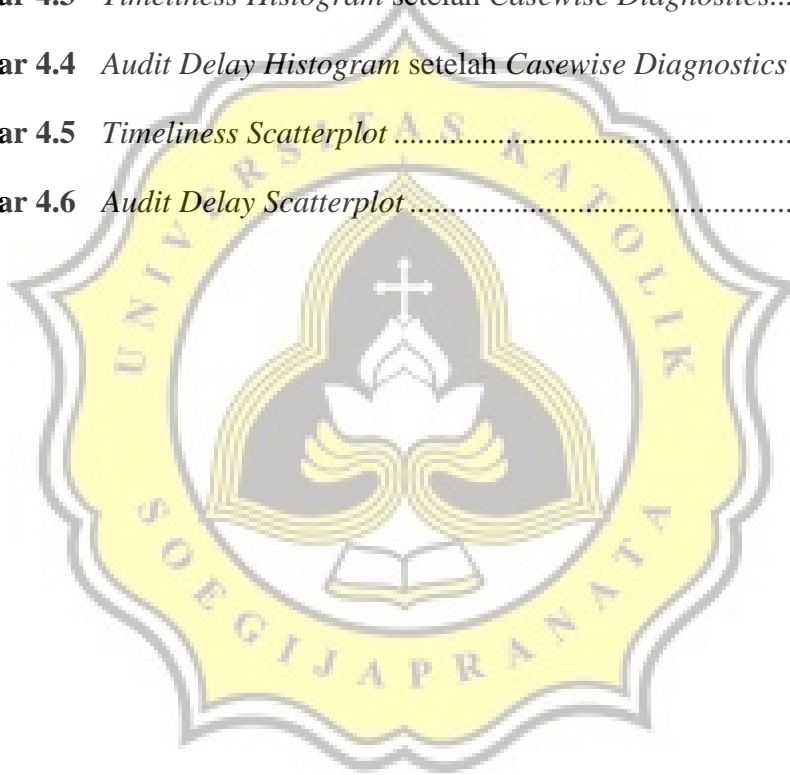 ar 4.3 Timeliness Histogram setelah Casewise Diagnostics...
ar 4.4 Audit Delay Histogram setelah Casewise Diagnostics
ar 4.5 Timeliness Scatterplot ..........................................................
ar 4.6 Audit Delay Scatterplot .......................................................
UNIVERSITAS KATOLIK
SOEGIJAPRANATA